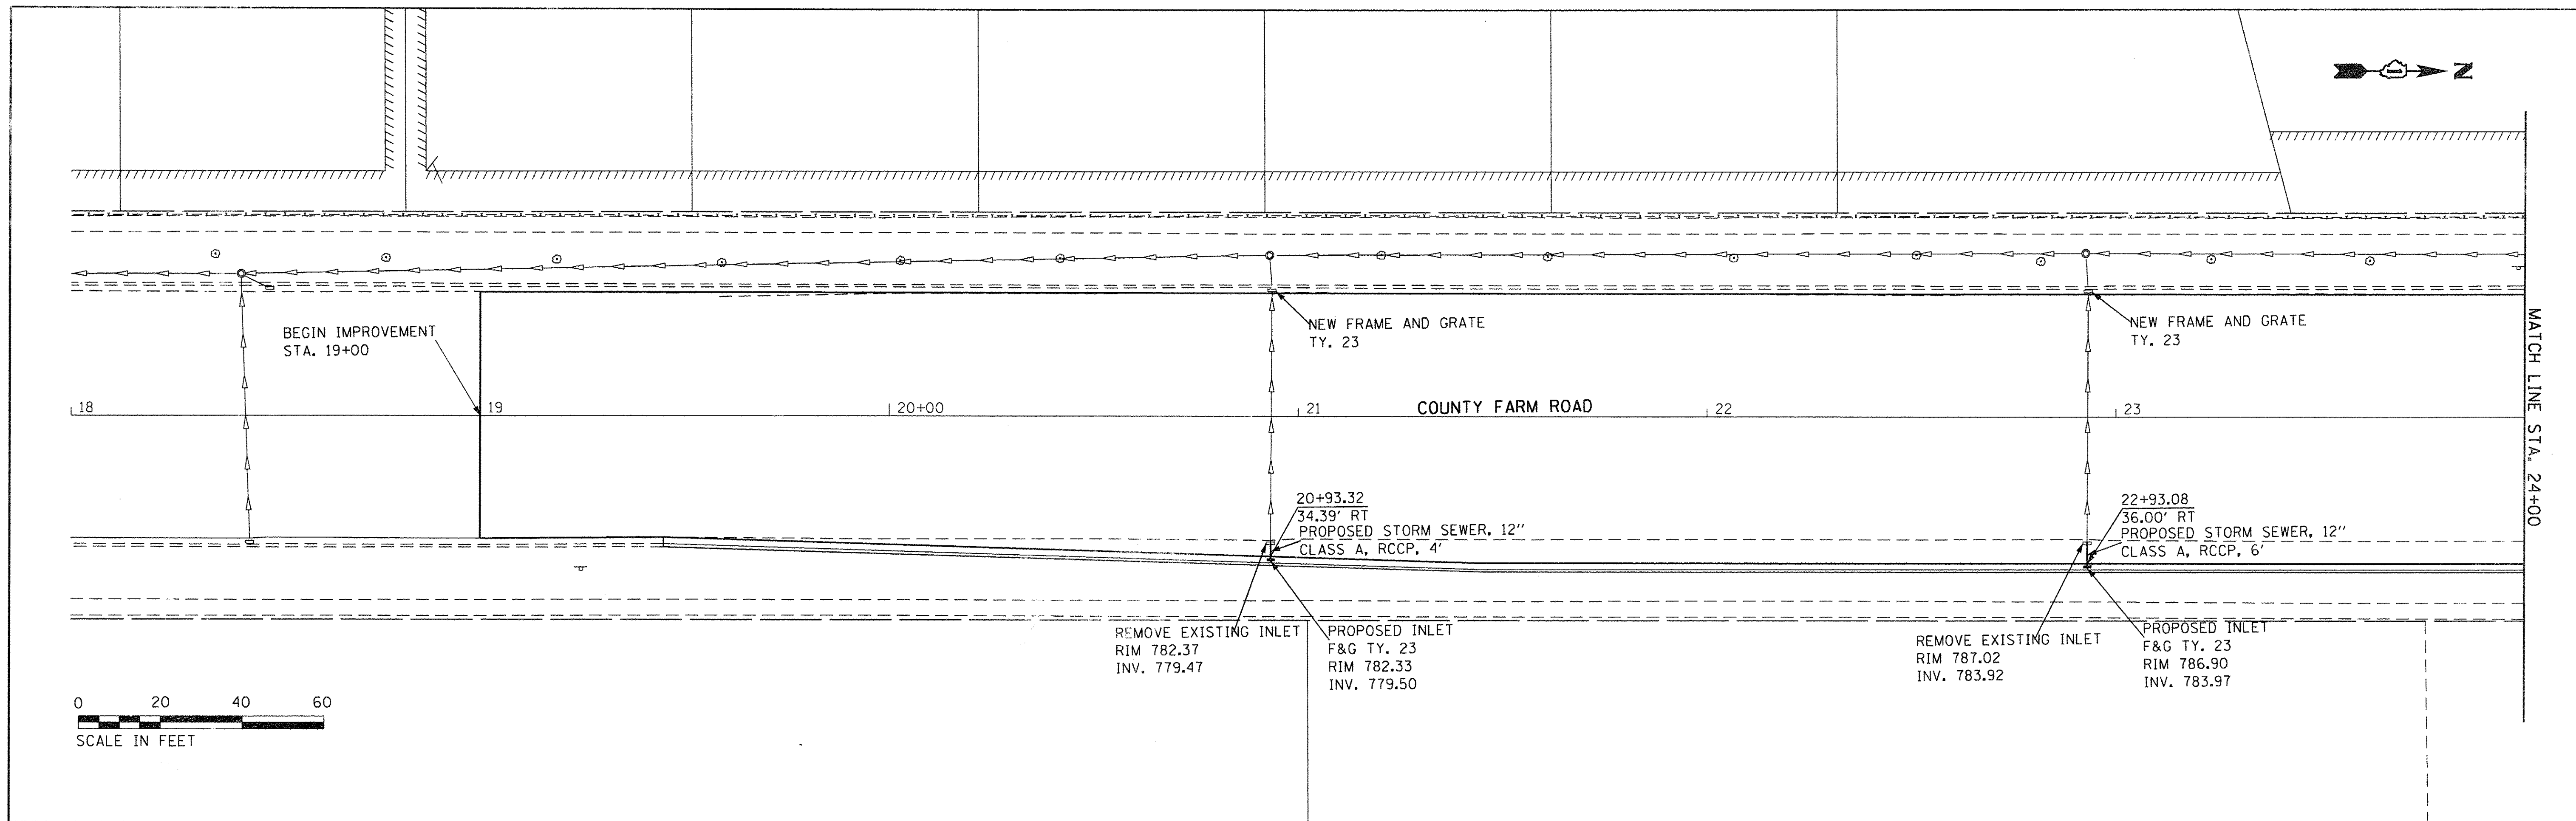 N
BEGIN IMPROVEMENT
STA. 19+00
NEW FRAME AND GRATE
TY. 23
NEW FRAME AND GRATE
TY. 23
MATCH LINE STA. 24+00
18
19
20+00
21
COUNTY FARM ROAD
22
23
20+93.32
34.39' RT
PROPOSED STORM SEWER, 12"
CLASS A, RCCP, 4'
22+93.08
36.00' RT
PROPOSED STORM SEWER, 12"
CLASS A, RCCP, 6'
REMOVE EXISTING INLET
RIM 782.37
INV. 779.47
PROPOSED INLET
F&G TY. 23
RIM 782.33
INV. 779.50
REMOVE EXISTING INLET
RIM 787.02
INV. 783.92
PROPOSED INLET
F&G TY. 23
RIM 786.90
INV. 783.97
0 20 40 60
SCALE IN FEET